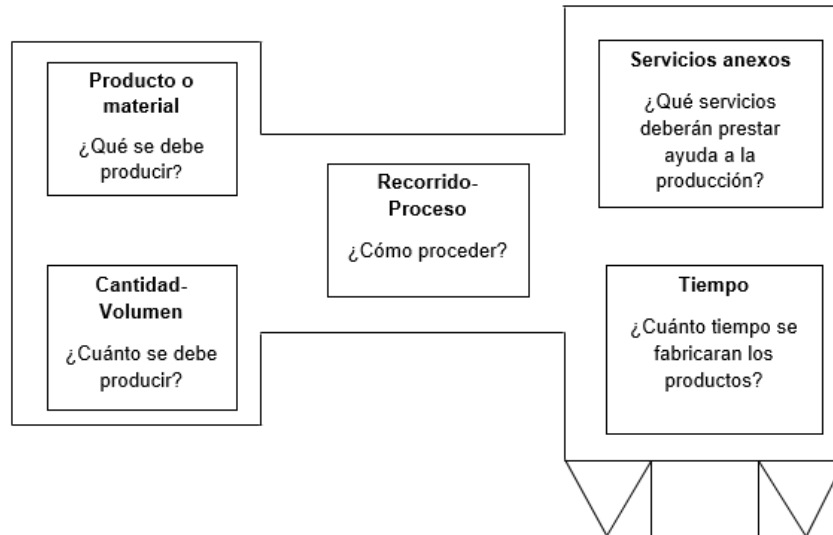 Producto o
material
¿Qué se debe
producir?
Cantidad-
Volumen
¿Cuánto se debe
producir?
Recorrido-
Proceso
¿Cómo proceder?
Servicios anexos
¿Qué servicios
deberán prestar
ayuda a la
producción?
Tiempo
¿Cuánto tiempo se
fabricaran los
productos?